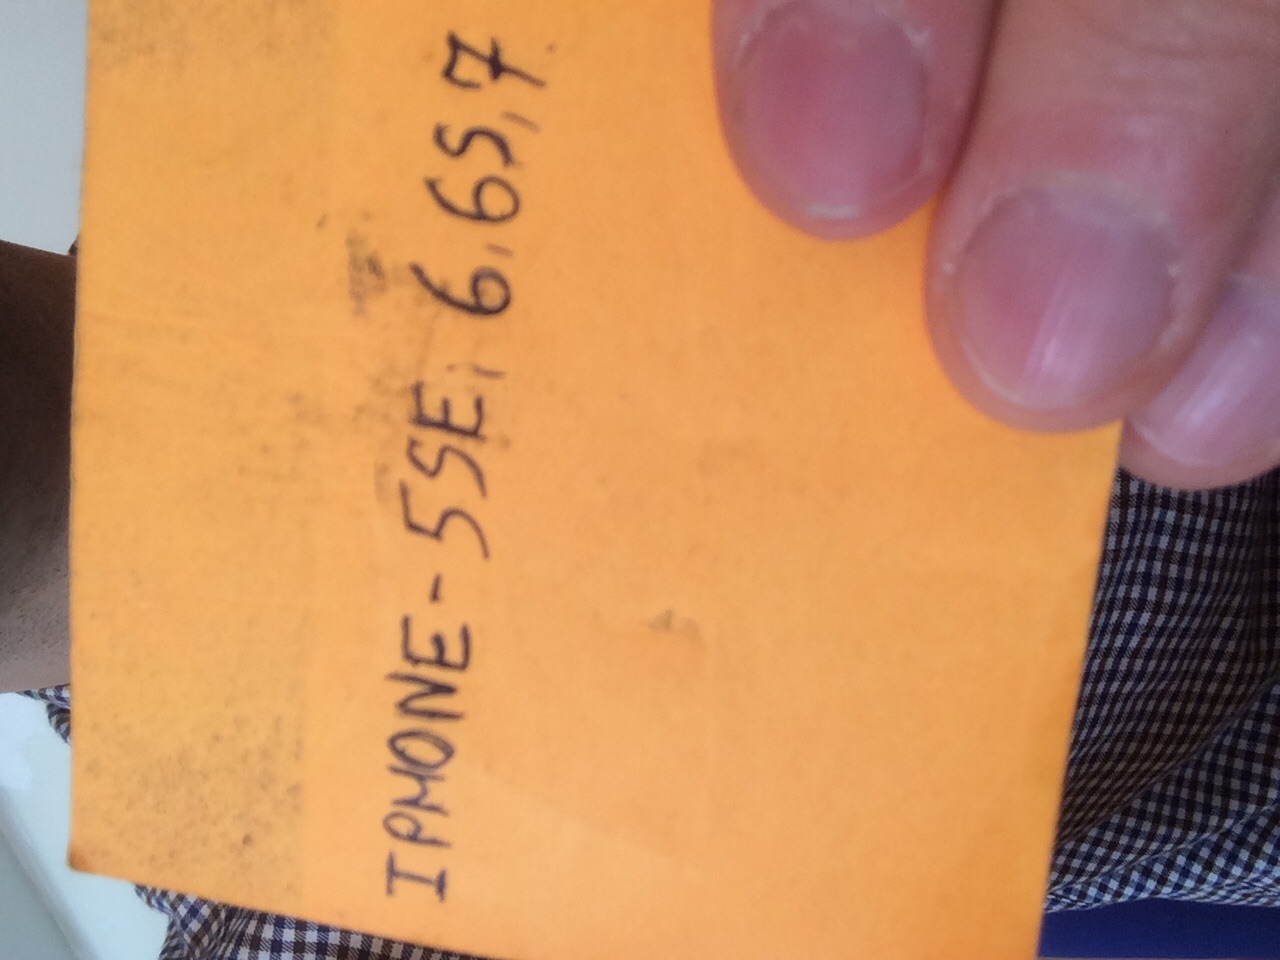 IPHONE-5SE, 6, 6S, 7